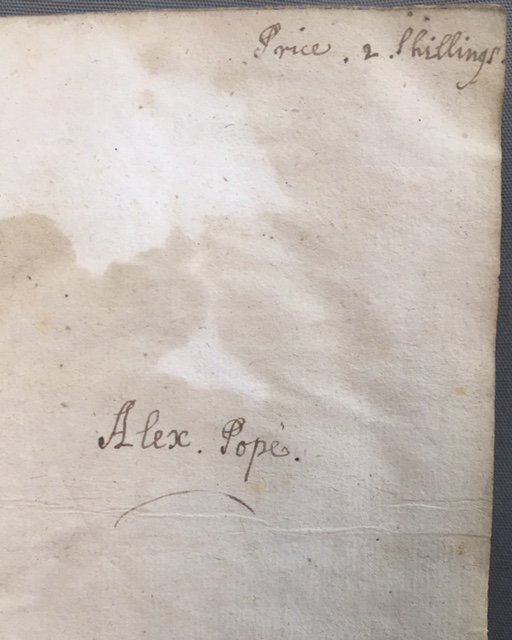 Price . 2 . Shillings.
Alex. Pope.